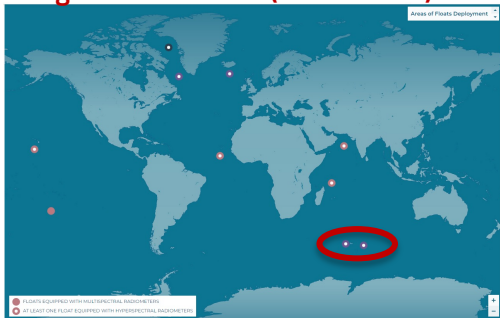 Areas of Floats Deployment
+
−
FLOATS EQUIPPED WITH MULTISPECTRAL RADIOMETERS
AT LEAST ONE FLOAT EQUIPPED WITH HYPERSPECTRAL RADIOMETERS